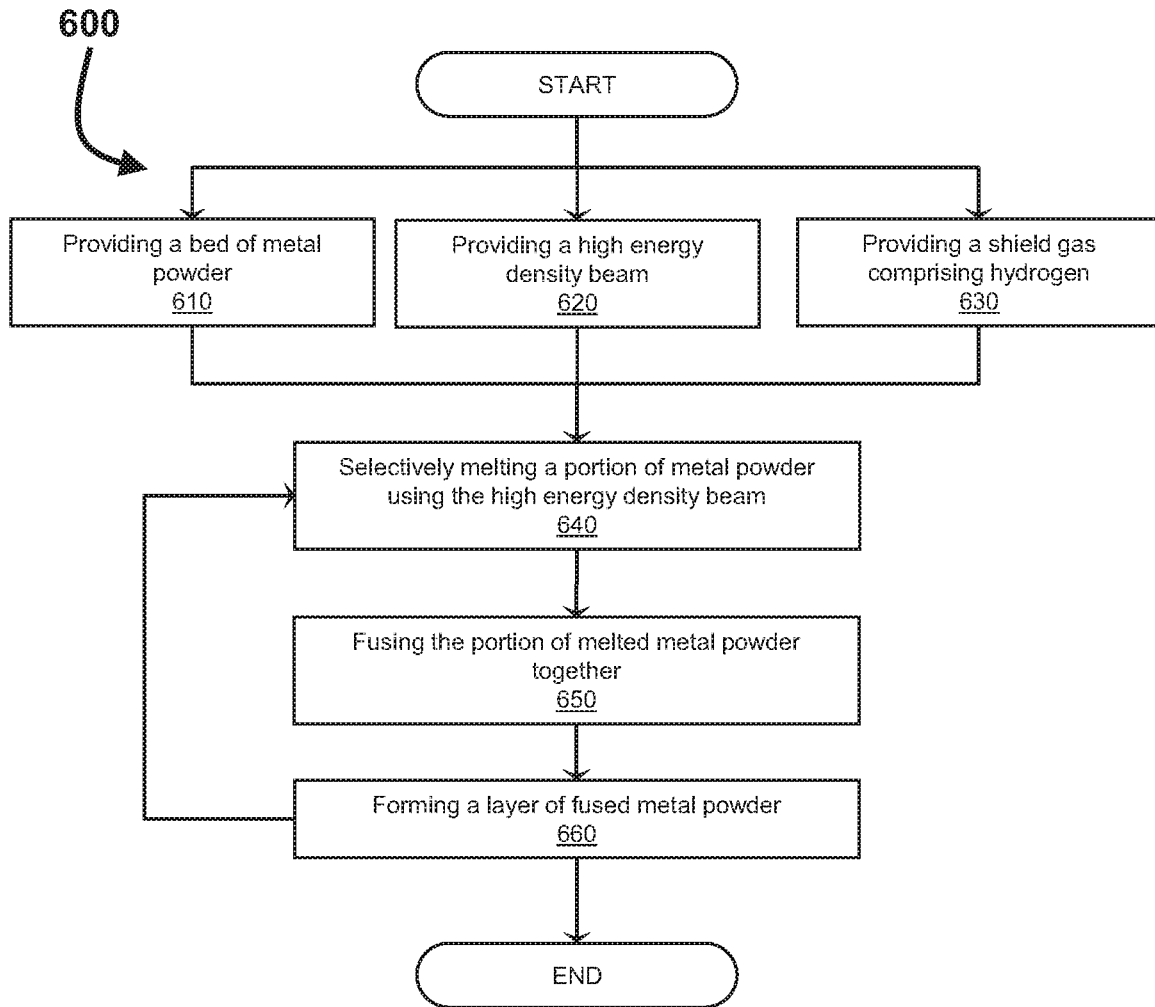 600
START
Providing a bed of metal
powder
610
Providing a high energy
density beam
620
Providing a shield gas
comprising hydrogen
630
Selectively melting a portion of metal powder
using the high energy density beam
640
Fusing the portion of melted metal powder
together
650
Forming a layer of fused metal powder
660
END